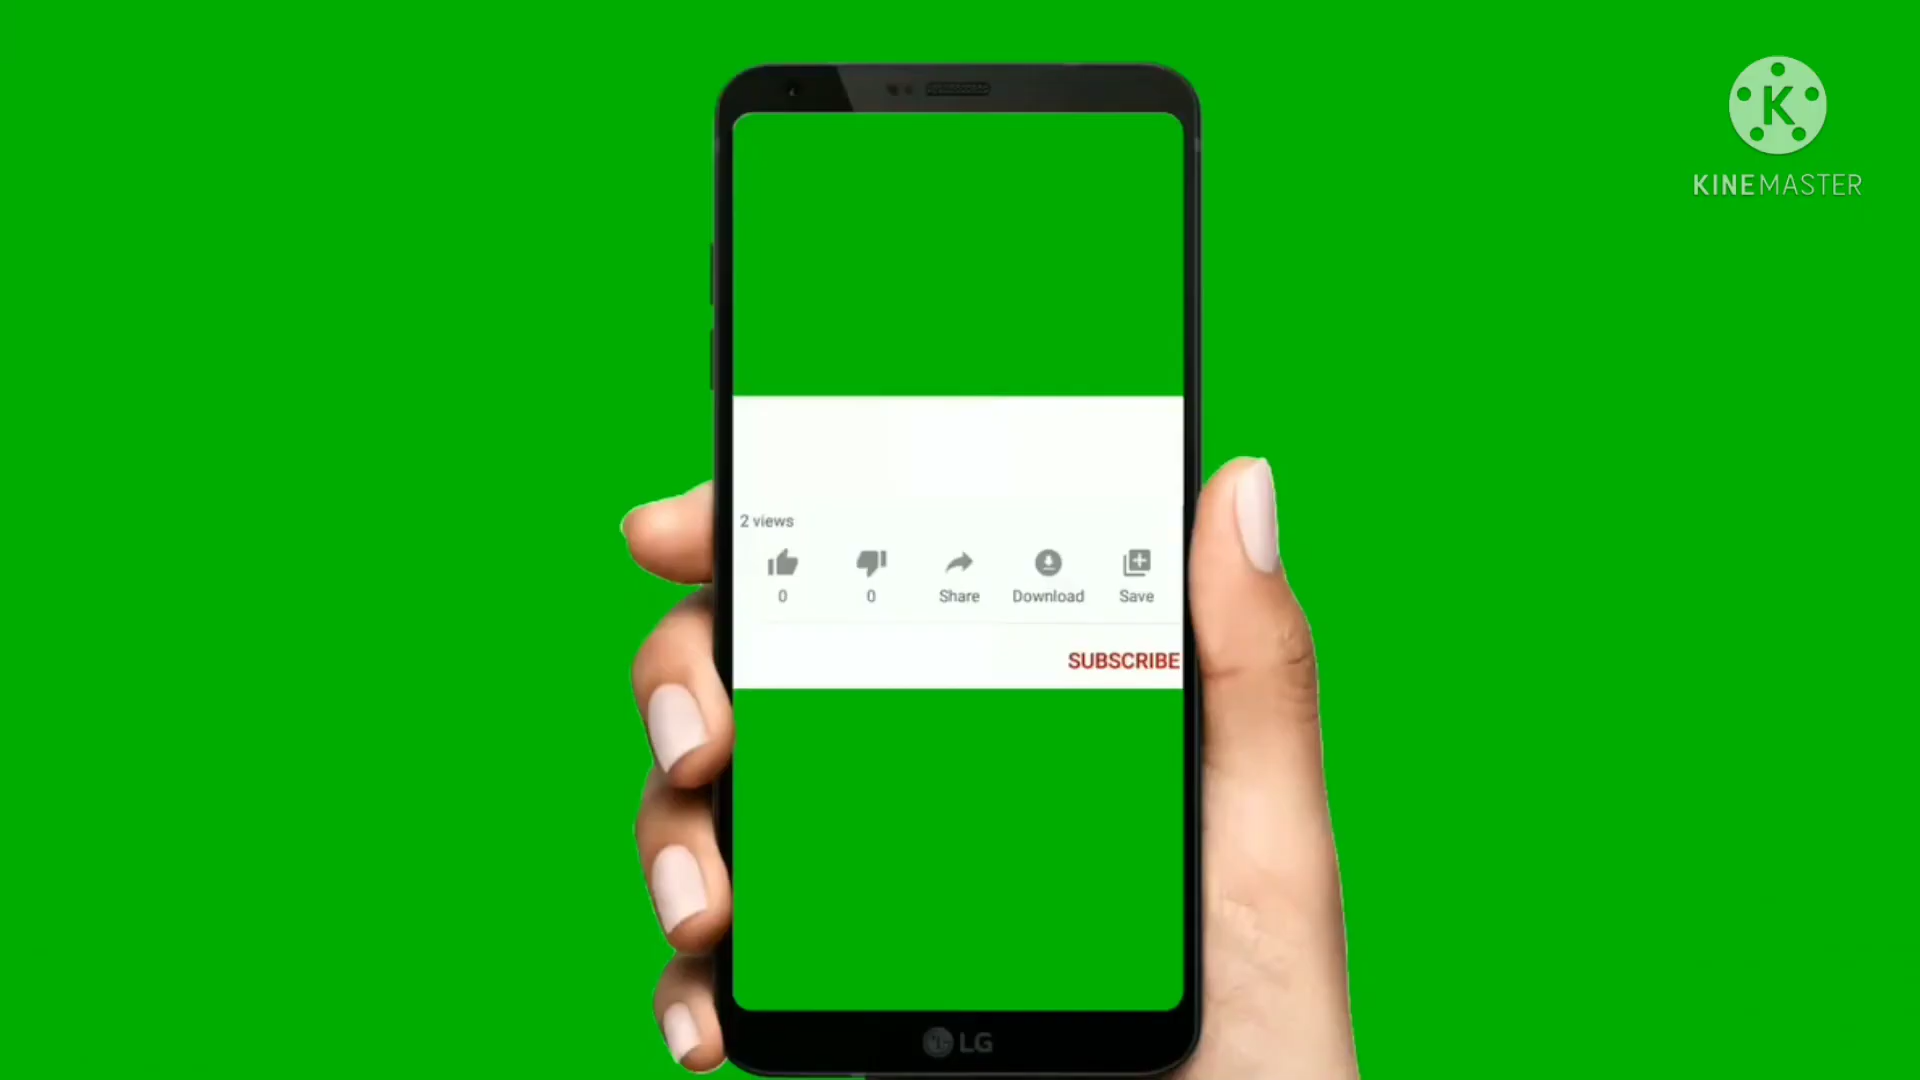 K
KINEMASTER
2 views
0 0 Share Download Save
SUBSCRIBE
LG